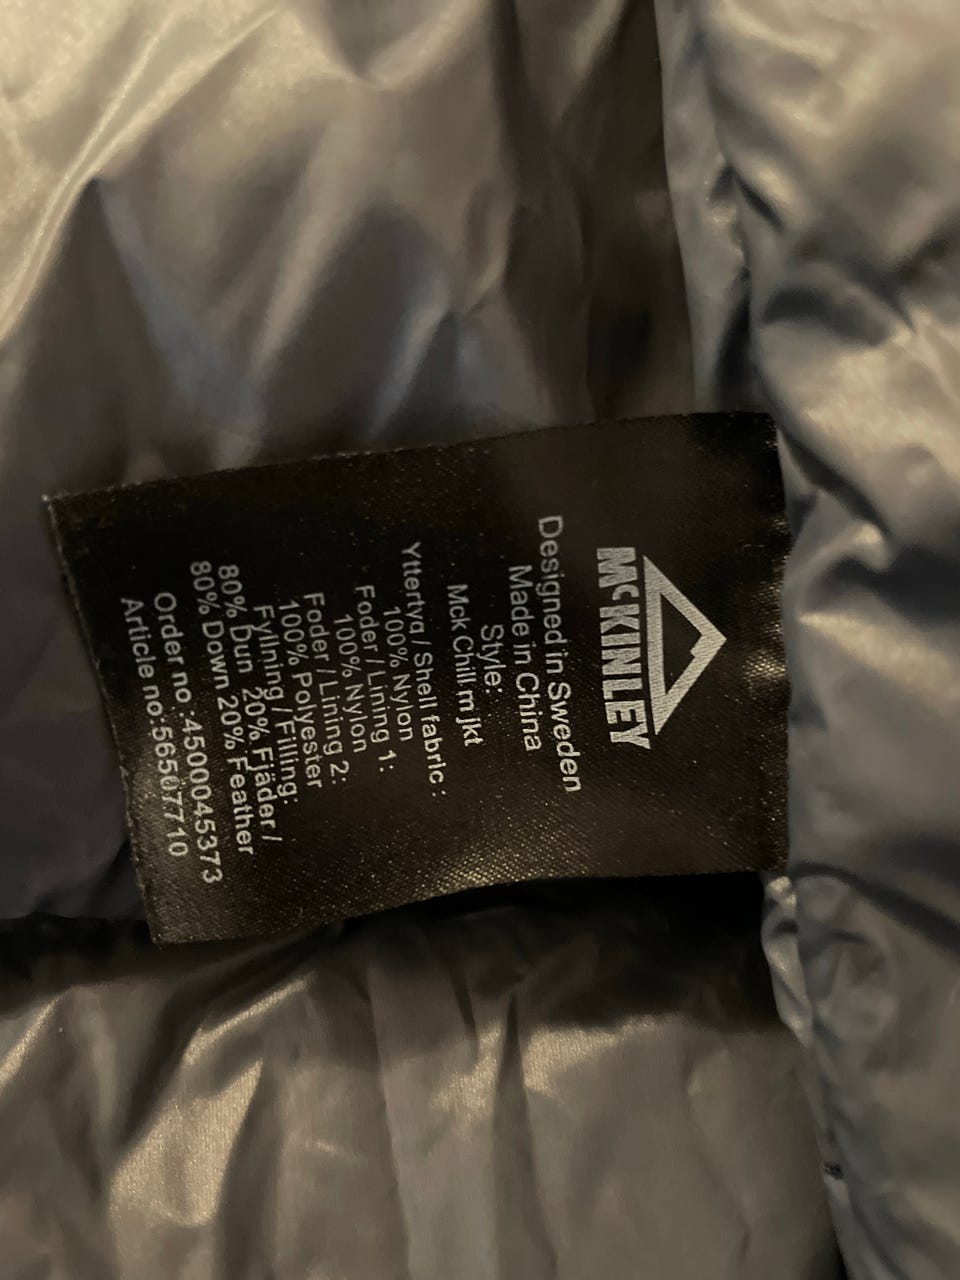 McKINLEY
Designed in Sweden
Made in China
Style:
Mck Chill m jkt
Yttertyg / Shell fabric :
100% Nylon
Foder / Lining 1:
100% Nylon
Foder / Lining 2:
100% Polyester
Fyllning / Filling:
80% Dun 20% Fjäder /
80% Down 20% Feather
Order no :4500045373
Article no:56507710